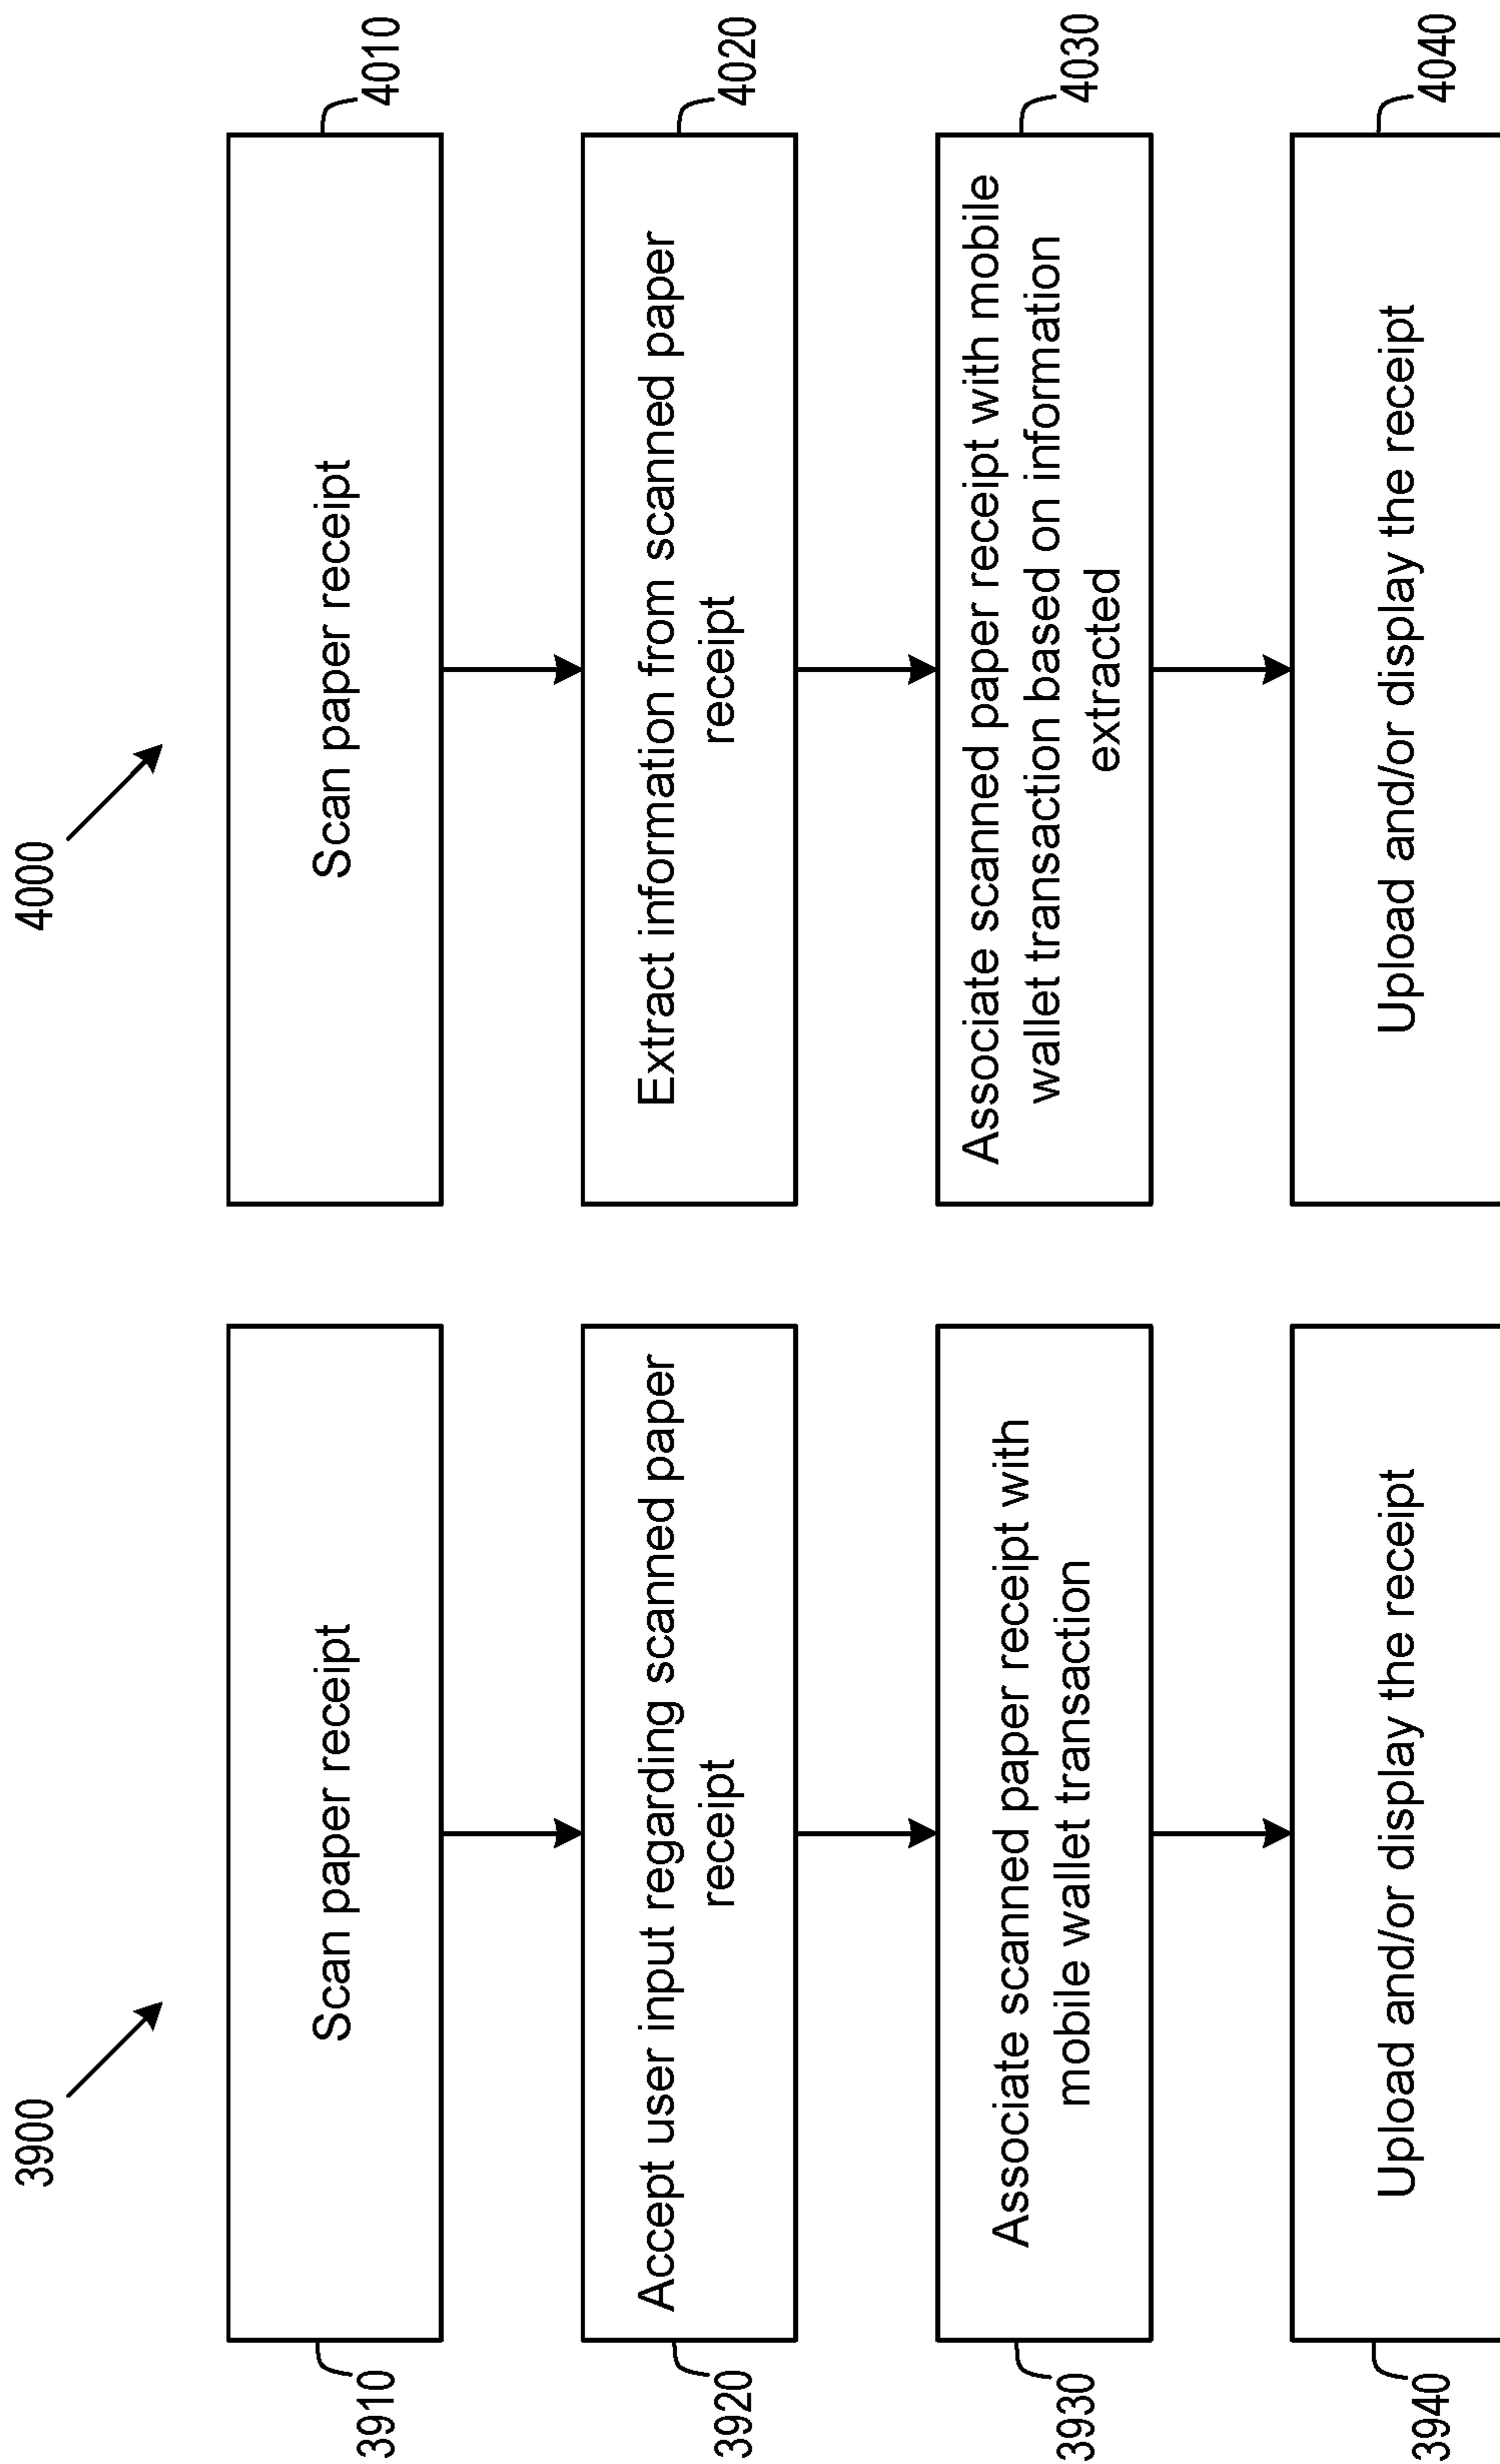 3900
3910
Scan paper receipt
3920
Accept user input regarding scanned paper
receipt
3930
Associate scanned paper receipt with
mobile wallet transaction
3940
Upload and/or display the receipt
4000
4010
Scan paper receipt
4020
Extract information from scanned paper
receipt
4030
Associate scanned paper receipt with mobile
wallet transaction based on information
extracted
4040
Upload and/or display the receipt